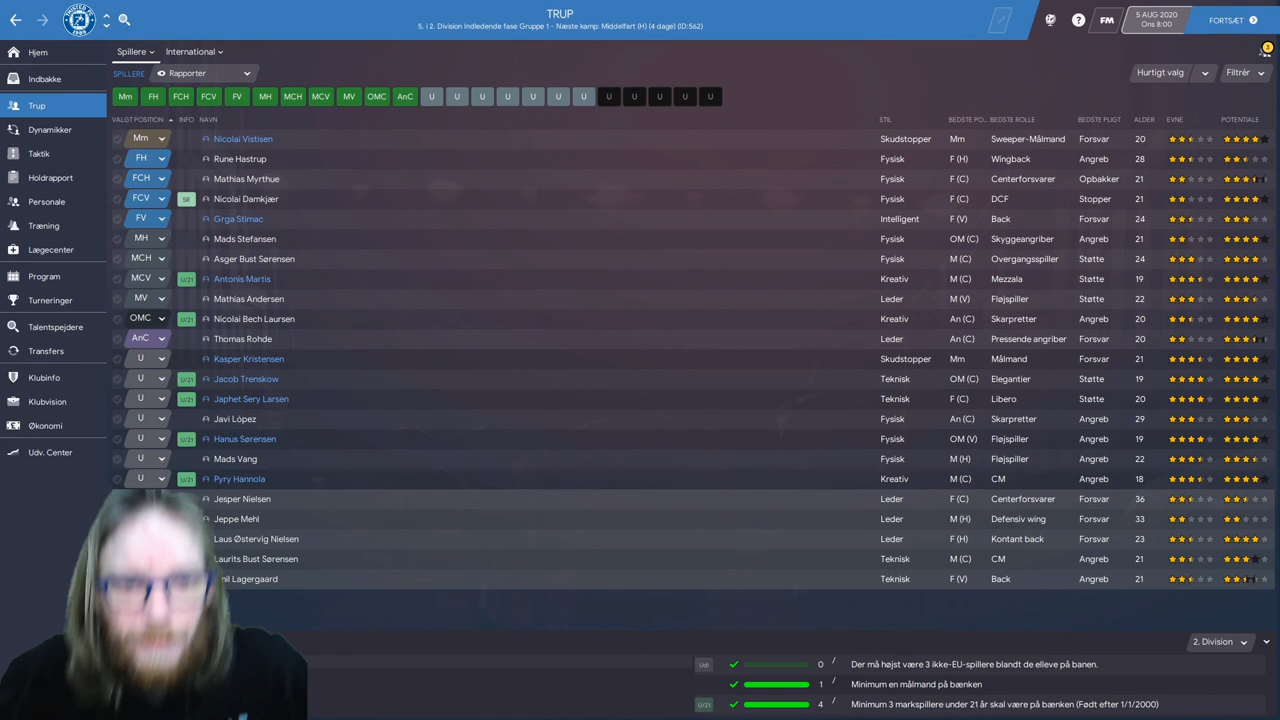 TRUP
5. i 2. Division Indledende fase Gruppe 1 - Næste kamp: Middelfart (H) (4 dage) (ID:562)
FM
5 AUG 2020
Ons 8:00
FORTSÆT
Hjem
Indbakke
Trup
Dynamikker
Taktik
Holdrapport
Personale
Træning
Lægecenter
Program
Turneringer
Talentspejdere
Transfers
Klubinfo
Klubvision
Økonomi
Udv. Center
Spillere International
2
SPILLERE Rapporter Hurtigt valg Filtrér
Mm FH FCH FCV FV MH MCH MCV MV OMC AnC U U U U U U U U U U U U
VALGT POSITION INFO NAVN STIL BEDSTE PO... BEDSTE ROLLE BEDSTE PLIGT ALDER EVNE POTENTIALE
Mm Nicolai Vistisen Skudstopper Mm Sweeper-Målmand Forsvar 20
FH Rune Hastrup Fysisk F (H) Wingback Angreb 28
FCH Mathias Myrthue Fysisk F (C) Centerforsvarer Opbakker 21
FCV SR Nicolai Damkjær Fysisk F (C) DCF Stopper 21
FV Grga Stimac Intelligent F (V) Back Forsvar 24
MH Mads Stefansen Fysisk OM (C) Skyggeangriber Angreb 21
MCH Asger Bust Sørensen Fysisk M (C) Overgangsspiller Støtte 24
MCV U/21 Antonis Martis Kreativ M (C) Mezzala Støtte 19
MV Mathias Andersen Leder M (V) Fløjspiller Støtte 22
OMC U/21 Nicolai Bech Laursen Kreativ An (C) Skarpretter Angreb 20
AnC Thomas Rohde Leder An (C) Pressende angriber Forsvar 20
U Kasper Kristensen Skudstopper Mm Målmand Forsvar 21
U U/21 Jacob Trenskow Teknisk OM (C) Elegantier Støtte 19
U U/21 Japhet Sery Larsen Teknisk F (C) Libero Støtte 20
U Javi López Fysisk An (C) Skarpretter Angreb 29
U U/21 Hanus Sørensen Fysisk OM (V) Fløjspiller Angreb 19
U Mads Vang Fysisk M (H) Fløjspiller Angreb 22
U U/21 Pyry Hannola Kreativ M (C) CM Angreb 18
Jesper Nielsen Leder F (C) Centerforsvarer Forsvar 36
Jeppe Mehl Leder M (H) Defensiv wing Forsvar 33
Laus Østervig Nielsen Leder F (H) Kontant back Forsvar 23
Laurits Bust Sørensen Teknisk M (C) CM Angreb 21
Lagergaard Teknisk F (V) Back Angreb 21
2. Division
Udl 0 / Der må højst være 3 ikke-EU-spillere blandt de elleve på banen.
1 / Minimum en målmand på bænken
U/21 4 / Minimum 3 markspillere under 21 år skal være på bænken (Født efter 1/1/2000)